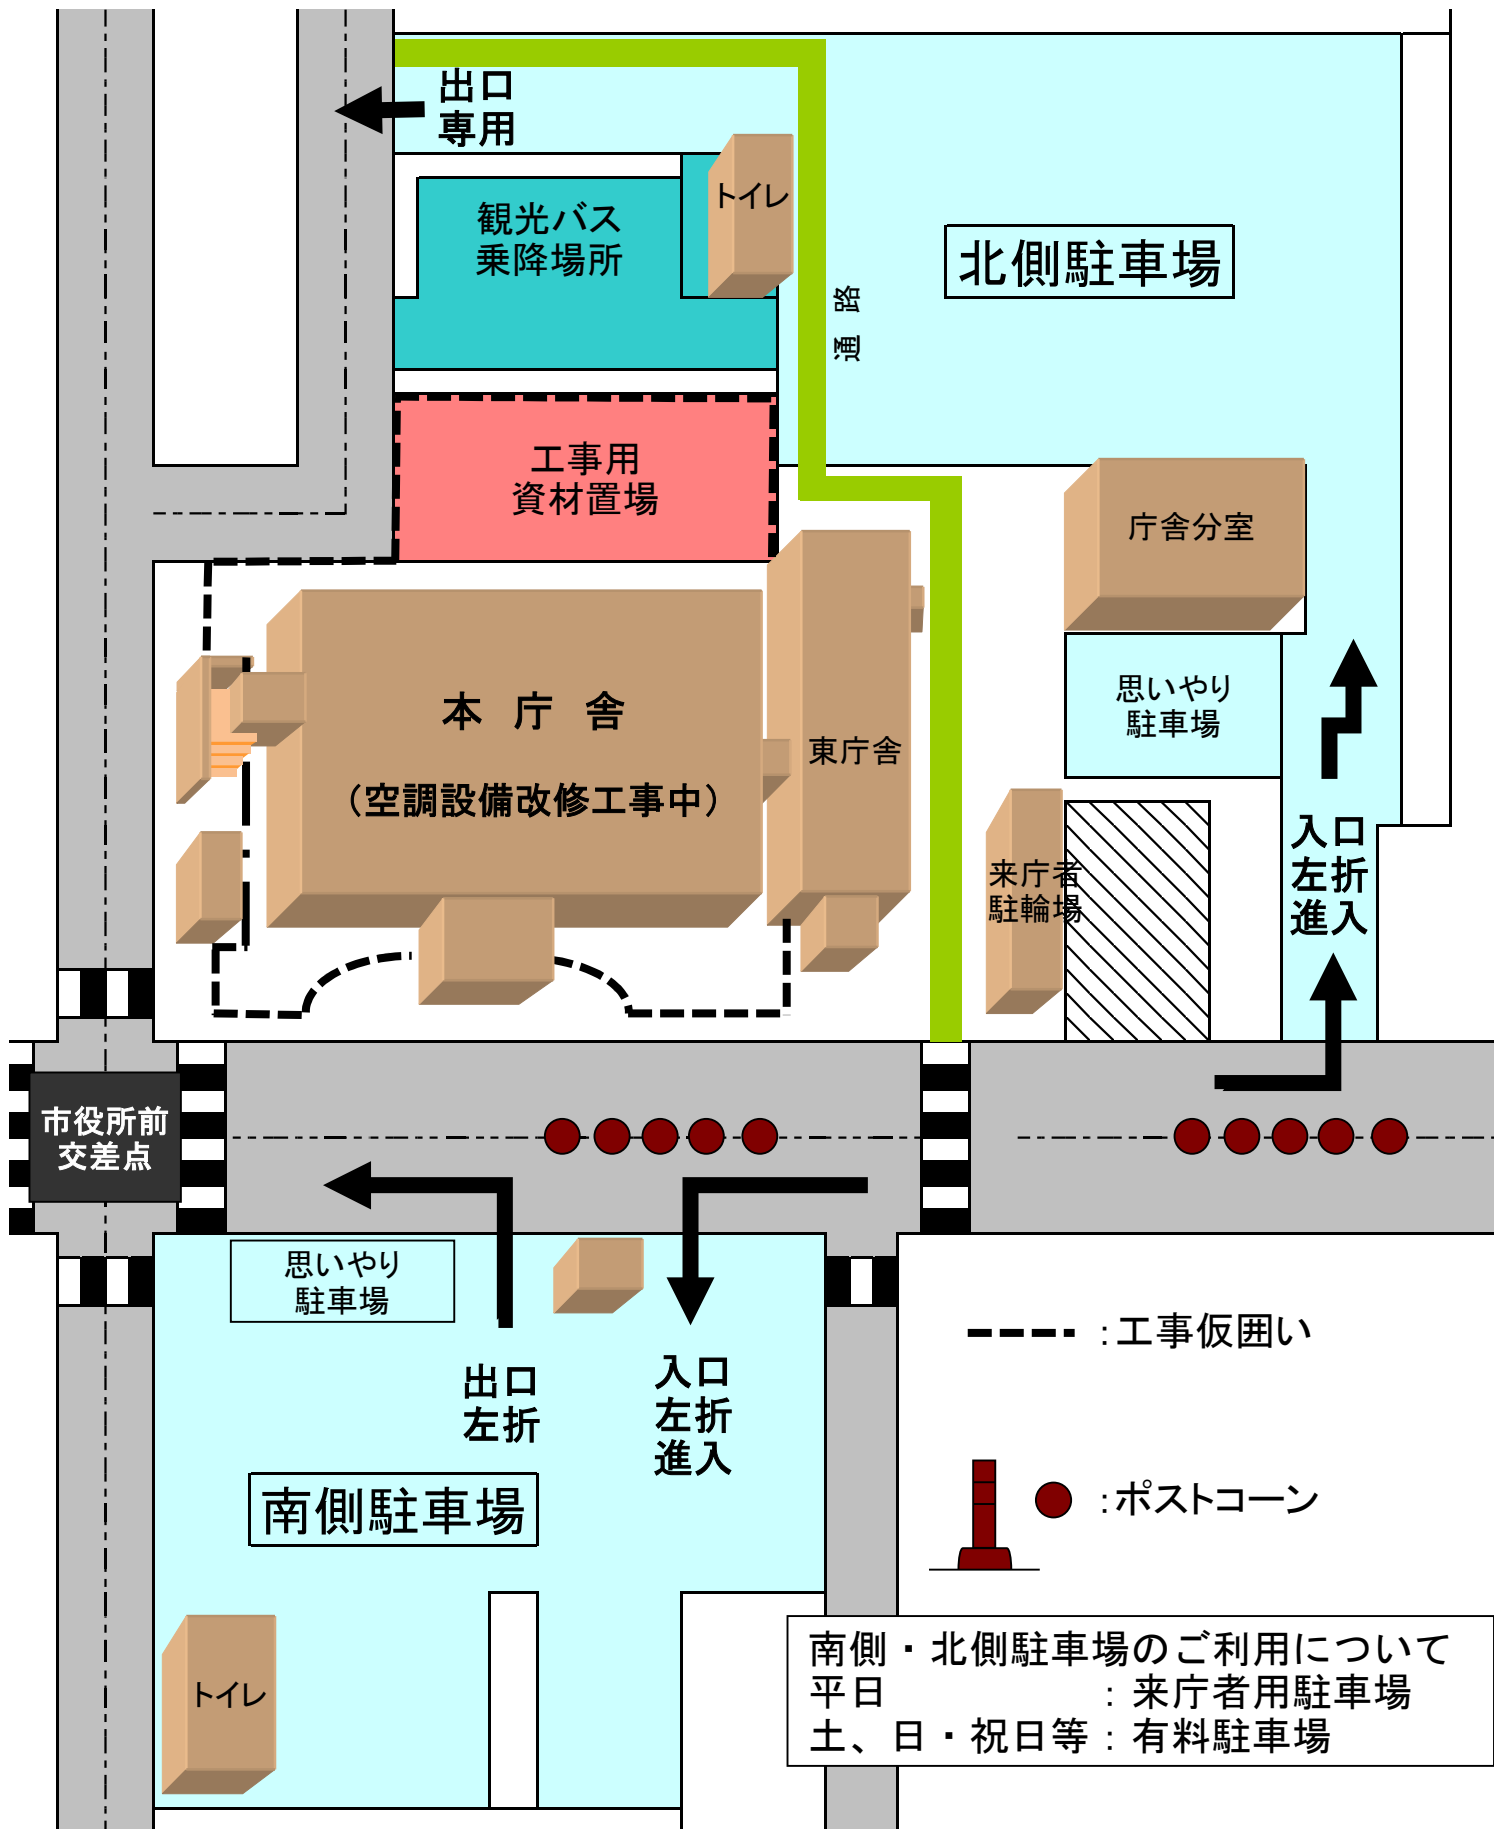 出口
専用
トイレ
観光バス
乗降場所
北側駐車場
通路
工事用
資材置場
庁舎分室
思いやり
駐車場
本 庁 舎
（空調設備改修工事中）
東庁舎
来庁者
駐輪場
入口
左折
進入
市役所前
交差点
思いやり
駐車場
出口
左折
入口
左折
進入
：工事仮囲い
：ポストコーン
南側駐車場
トイレ
南側・北側駐車場のご利用について
平日 ：来庁者用駐車場
土、日・祝日等：有料駐車場